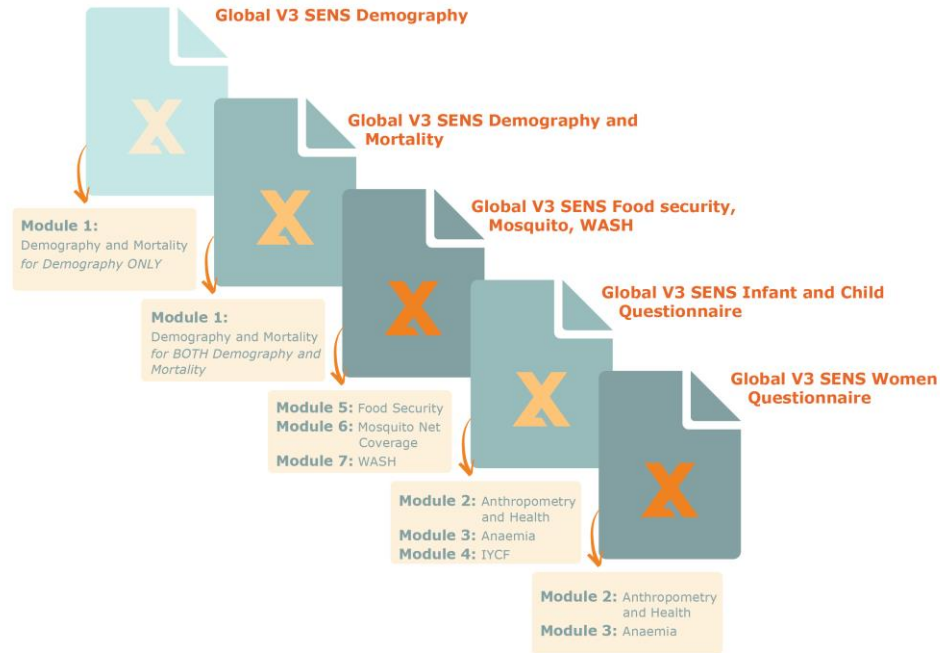 Global V3 SENS Demography
Module 1:
Demography and Mortality
for Demography ONLY
Global V3 SENS Demography and
Mortality
Module 1:
Demography and Mortality
for BOTH Demography and
Mortality
Global V3 SENS Food security,
Mosquito, WASH
Module 5: Food Security
Module 6: Mosquito Net
Coverage
Module 7: WASH
Global V3 SENS Infant and Child
Questionnaire
Module 2: Anthropometry
and Health
Module 3: Anaemia
Module 4: IYCF
Global V3 SENS Women
Questionnaire
Module 2: Anthropometry
and Health
Module 3: Anaemia